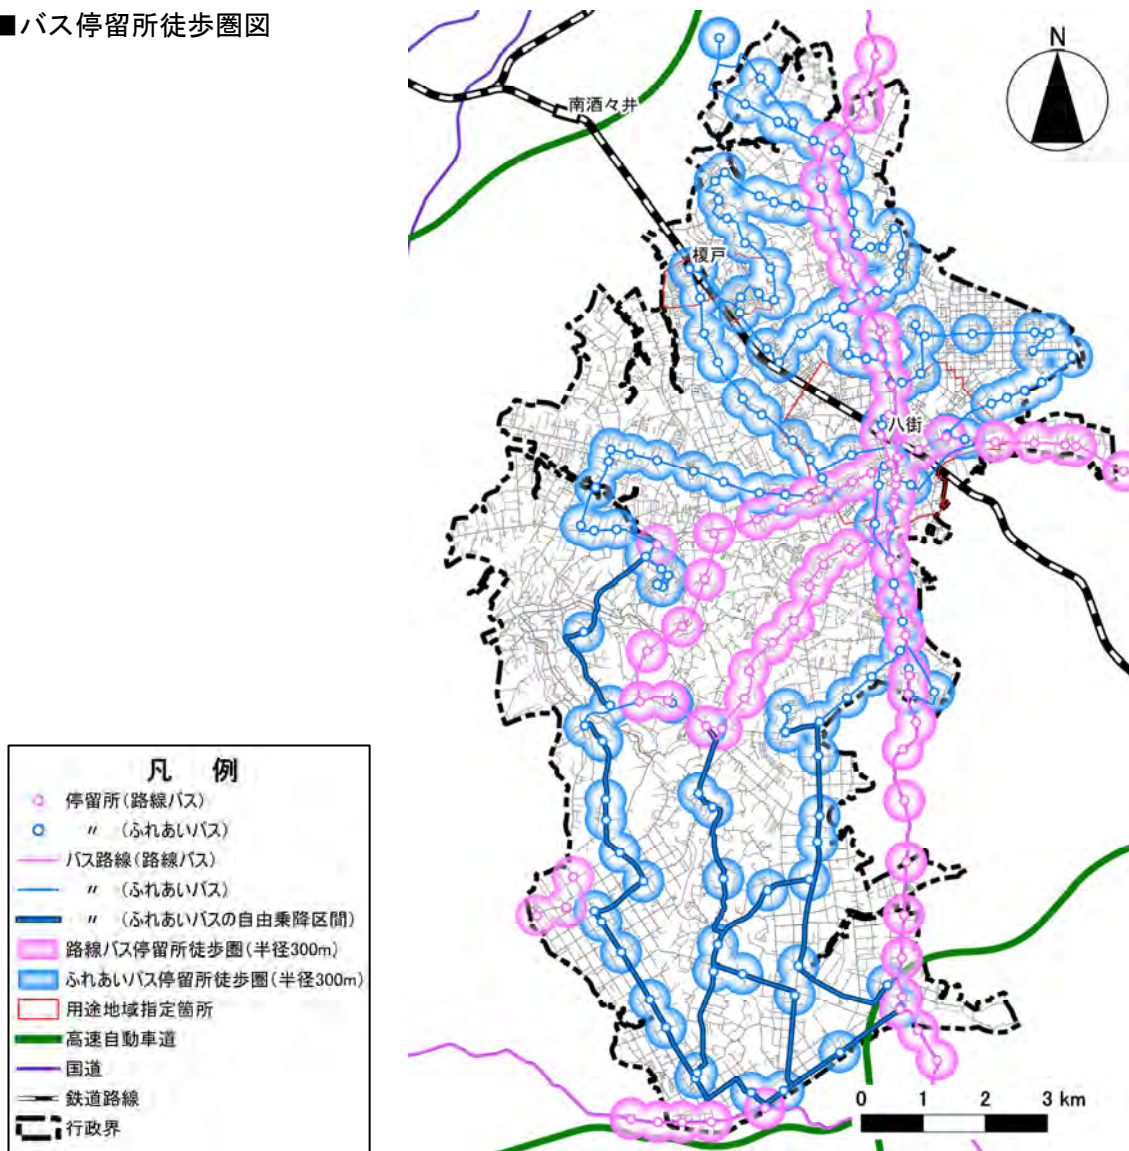 ■バス停留所徒歩圏図
N
南酒々井
榎戸
八街
凡 例
停留所(路線バス)
〃 (ふれあいバス)
バス路線(路線バス)
〃 (ふれあいバス)
〃 (ふれあいバスの自由乗降区間)
路線バス停留所徒歩圏(半径300m)
ふれあいバス停留所徒歩圏(半径300m)
用途地域指定箇所
高速自動車道
国道
鉄道路線
行政界
0 1 2 3 km